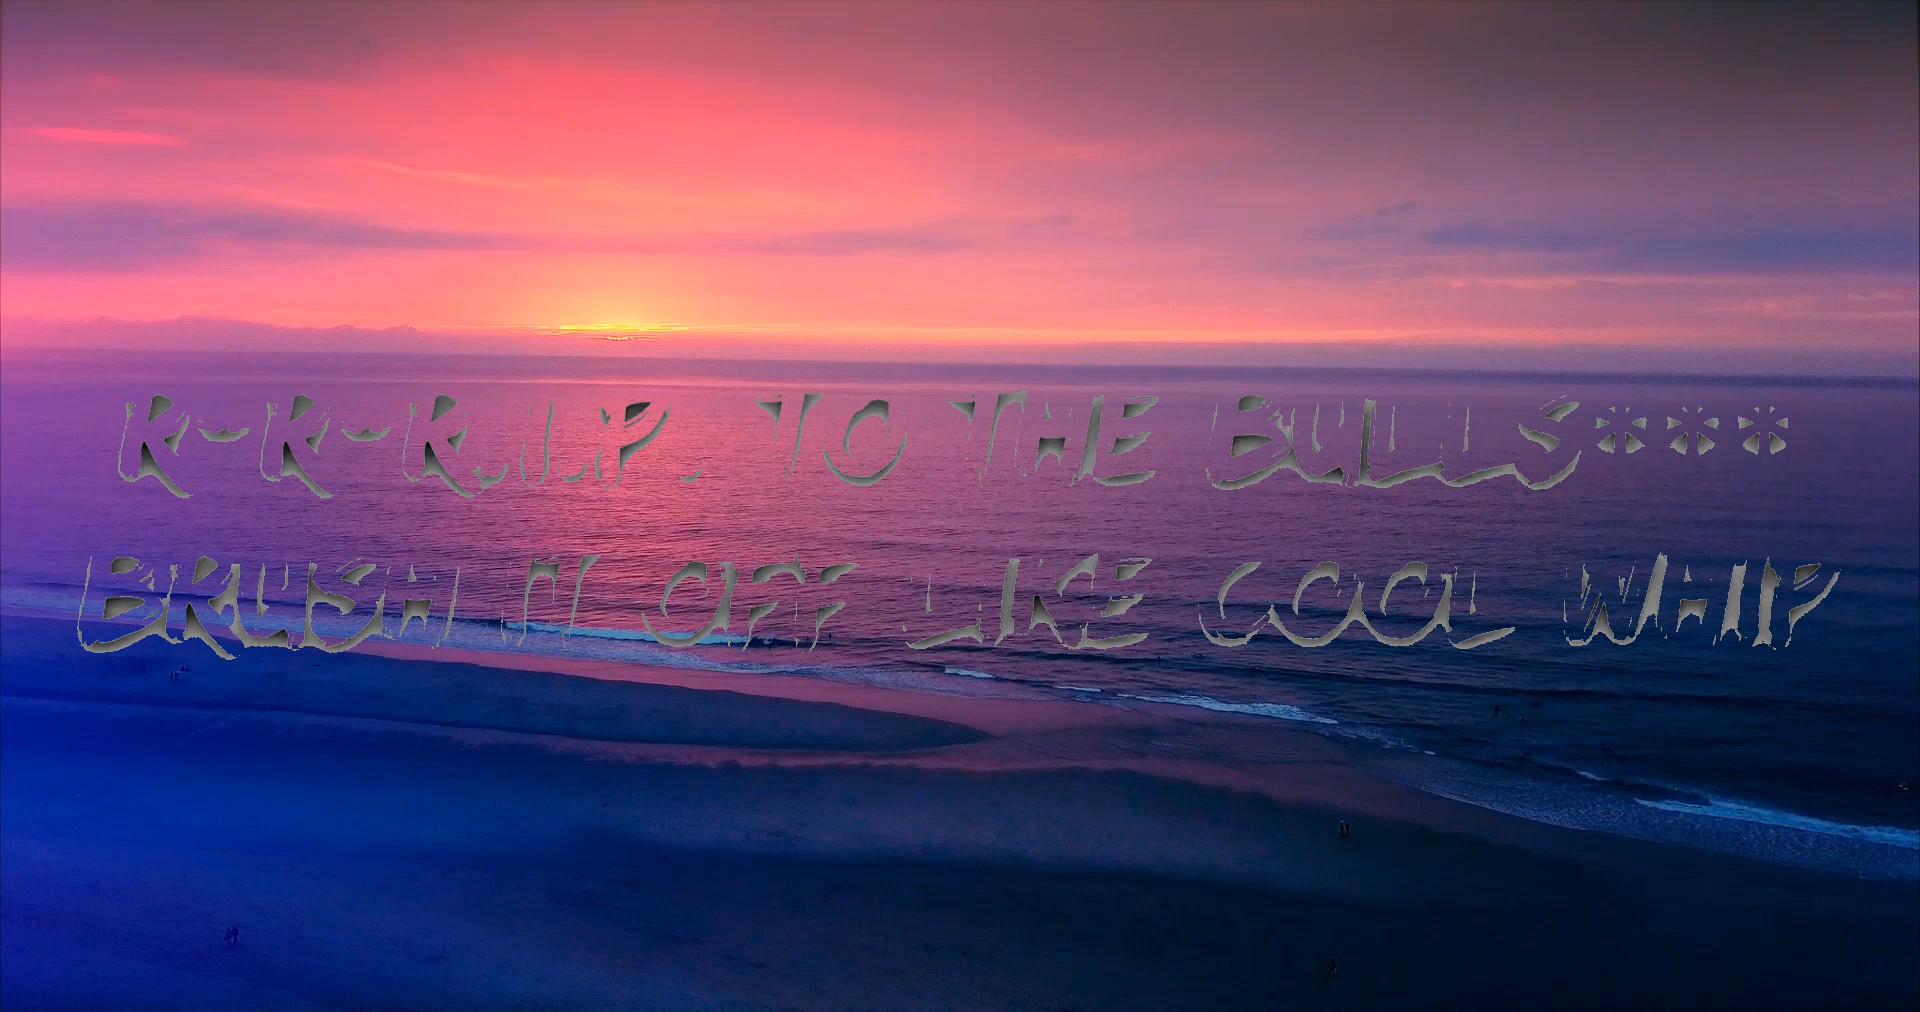 R-R-R.I.P. TO THE BULLS***
BRUSH IT OFF LIKE COOL WHIP